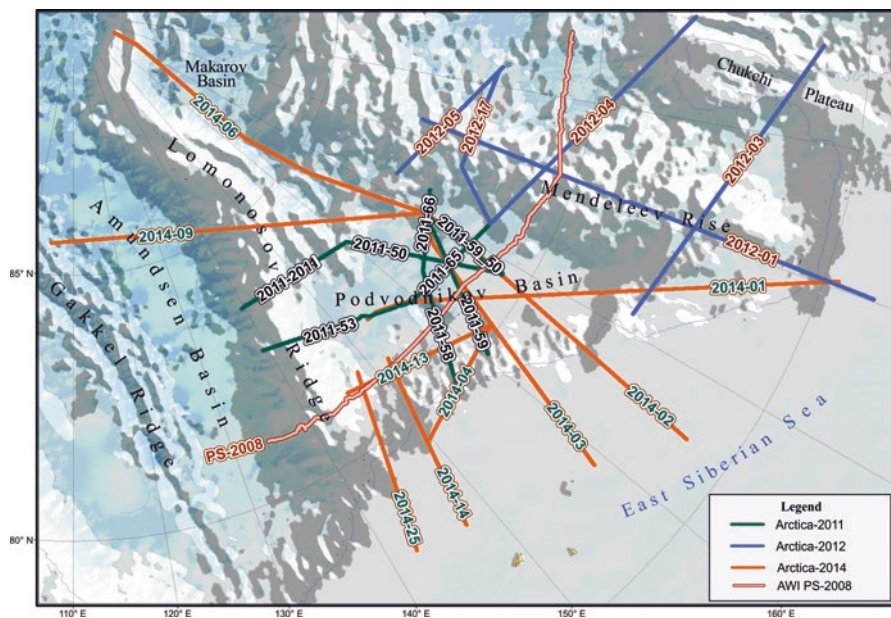 Makarov
Basin
Chukchi
Plateau
2014-06
2012-05
2012-17
2012-04
2012-03
Lomonosov
Ridge
Amundsen Basin
Gakkel Ridge
Mendeleev Rise
2014-09
2011-66
2011-50
2011-59_50
2011-65
2011-2011
2012-01
Podvodnikov Basin
2014-01
2011-53
2011-58
2011-59
2014-13
2014-04
2014-02
2014-03
PS-2008
2014-14
2014-25
East Siberian Sea
85° N
80° N
110° E
120° E
130° E
140° E
150° E
160° E
Legend
Arctica-2011
Arctica-2012
Arctica-2014
AWI PS-2008